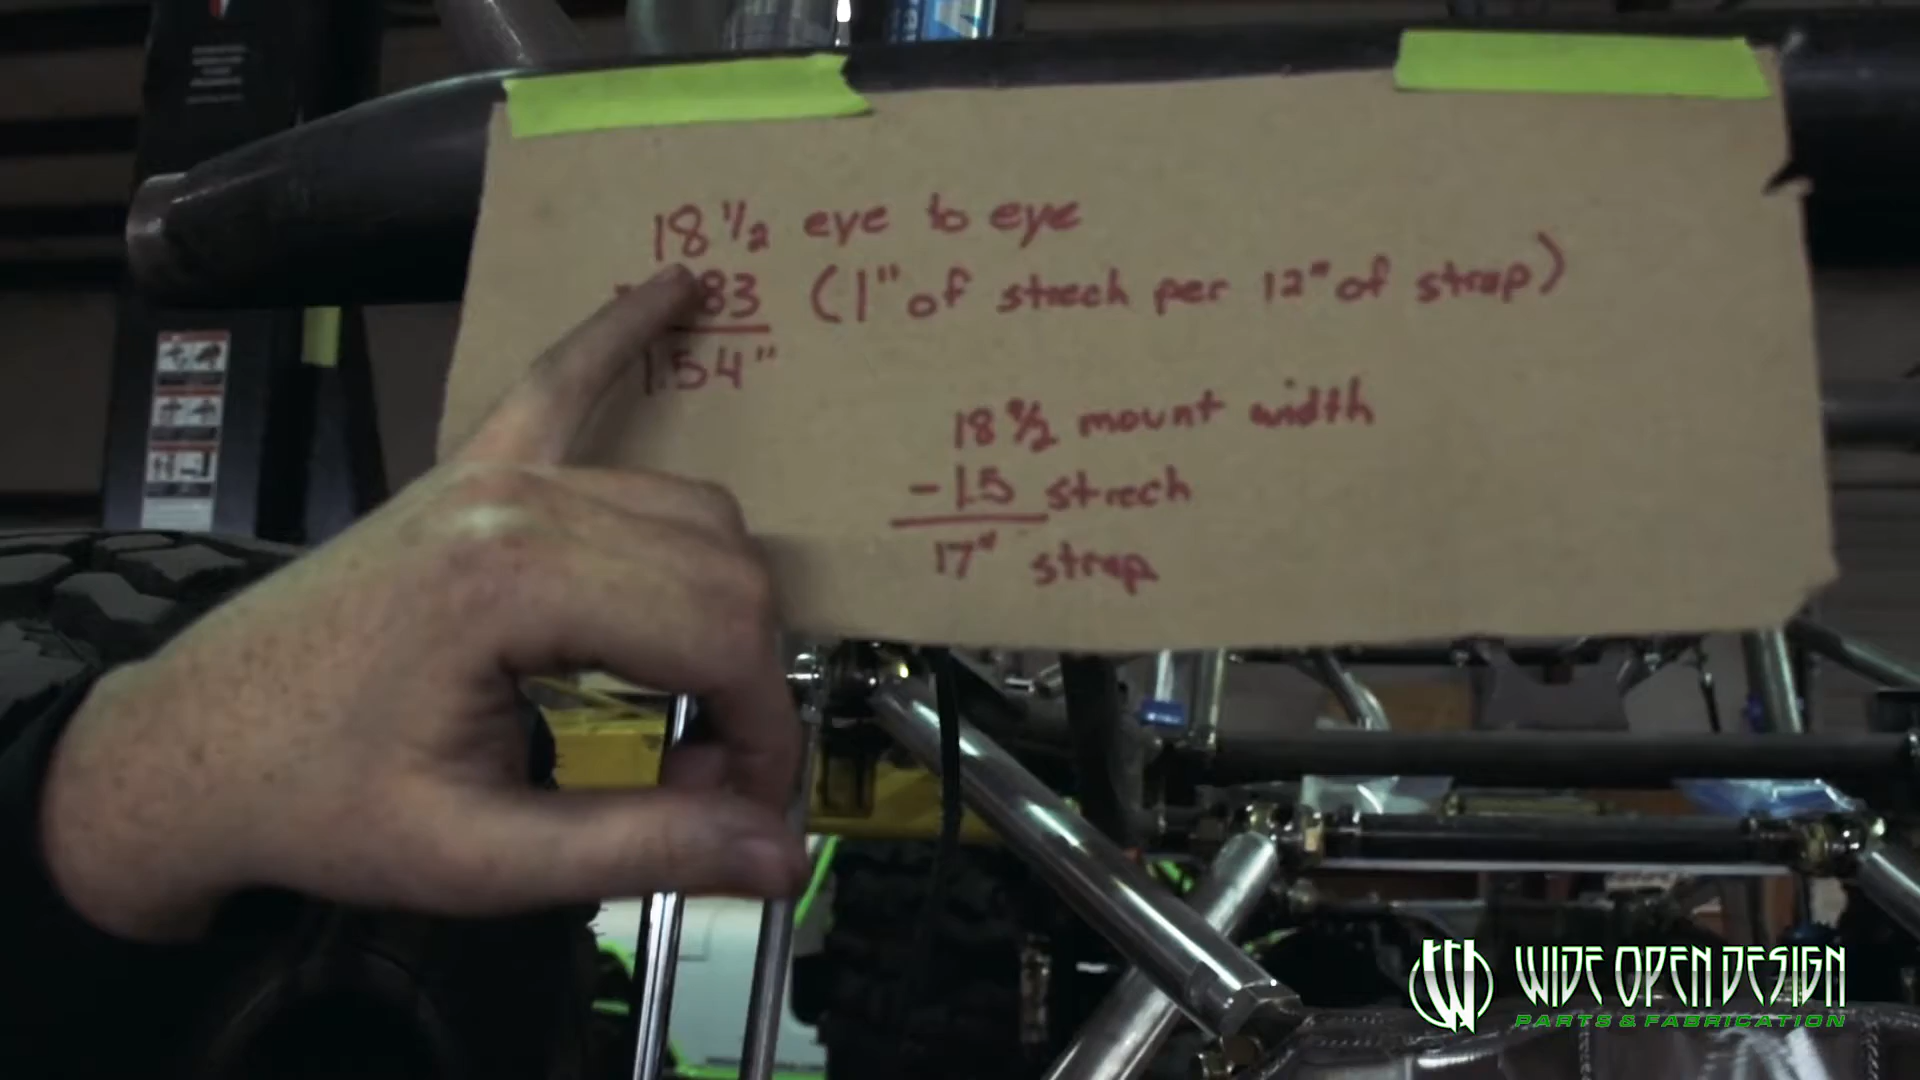 18 1/2 eye to eye
83 (1" of strech per 12" of strap)
1.54"
18 1/2 mount width
- 1.5 strech
17" strap
WIDE OPEN DESIGN
PARTS & FABRICATION